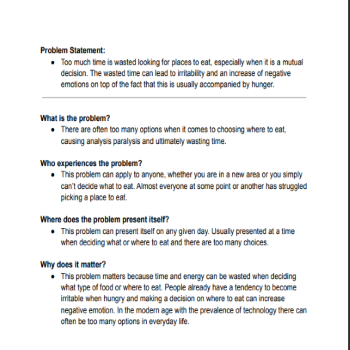 Problem Statement:
● Too much time is wasted looking for places to eat, especially when it is a mutual
decision. The wasted time can lead to irritability and an increase of negative
emotions on top of the fact that this is usually accompanied by hunger.
What is the problem?
● There are often too many options when it comes to choosing where to eat,
causing analysis paralysis and ultimately wasting time.
Who experiences the problem?
● This problem can apply to anyone, whether you are in a new area or you simply
can't decide what to eat. Almost everyone at some point or another has struggled
picking a place to eat.
Where does the problem present itself?
● This problem can present itself on any given day. Usually presented at a time
when deciding what or where to eat and there are too many choices.
Why does it matter?
● This problem matters because time and energy can be wasted when deciding
what type of food or where to eat. People already have a tendency to become
irritable when hungry and making a decision on where to eat can increase
negative emotion. In the modern age with the prevalence of technology there can
often be too many options in everyday life.